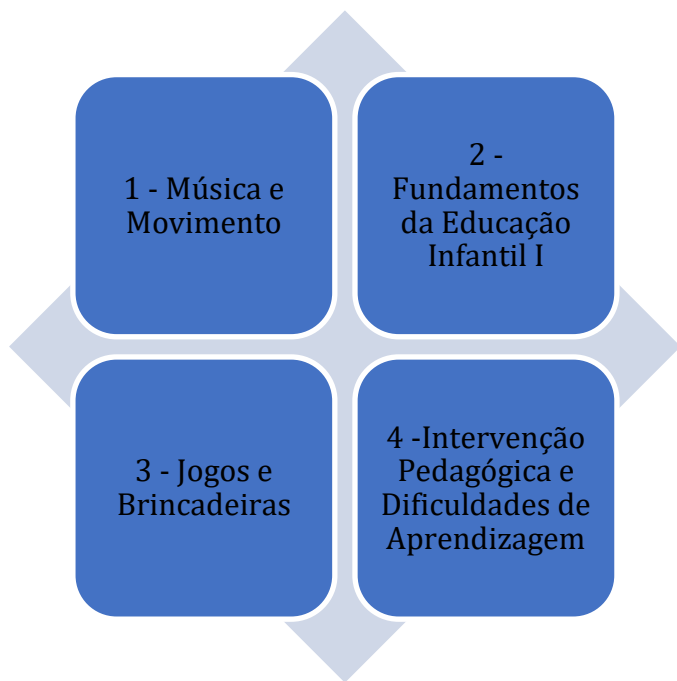 1 - Música e
Movimento
2 -
Fundamentos
da Educação
Infantil I
3 - Jogos e
Brincadeiras
4 -Intervenção
Pedagógica e
Dificuldades de
Aprendizagem